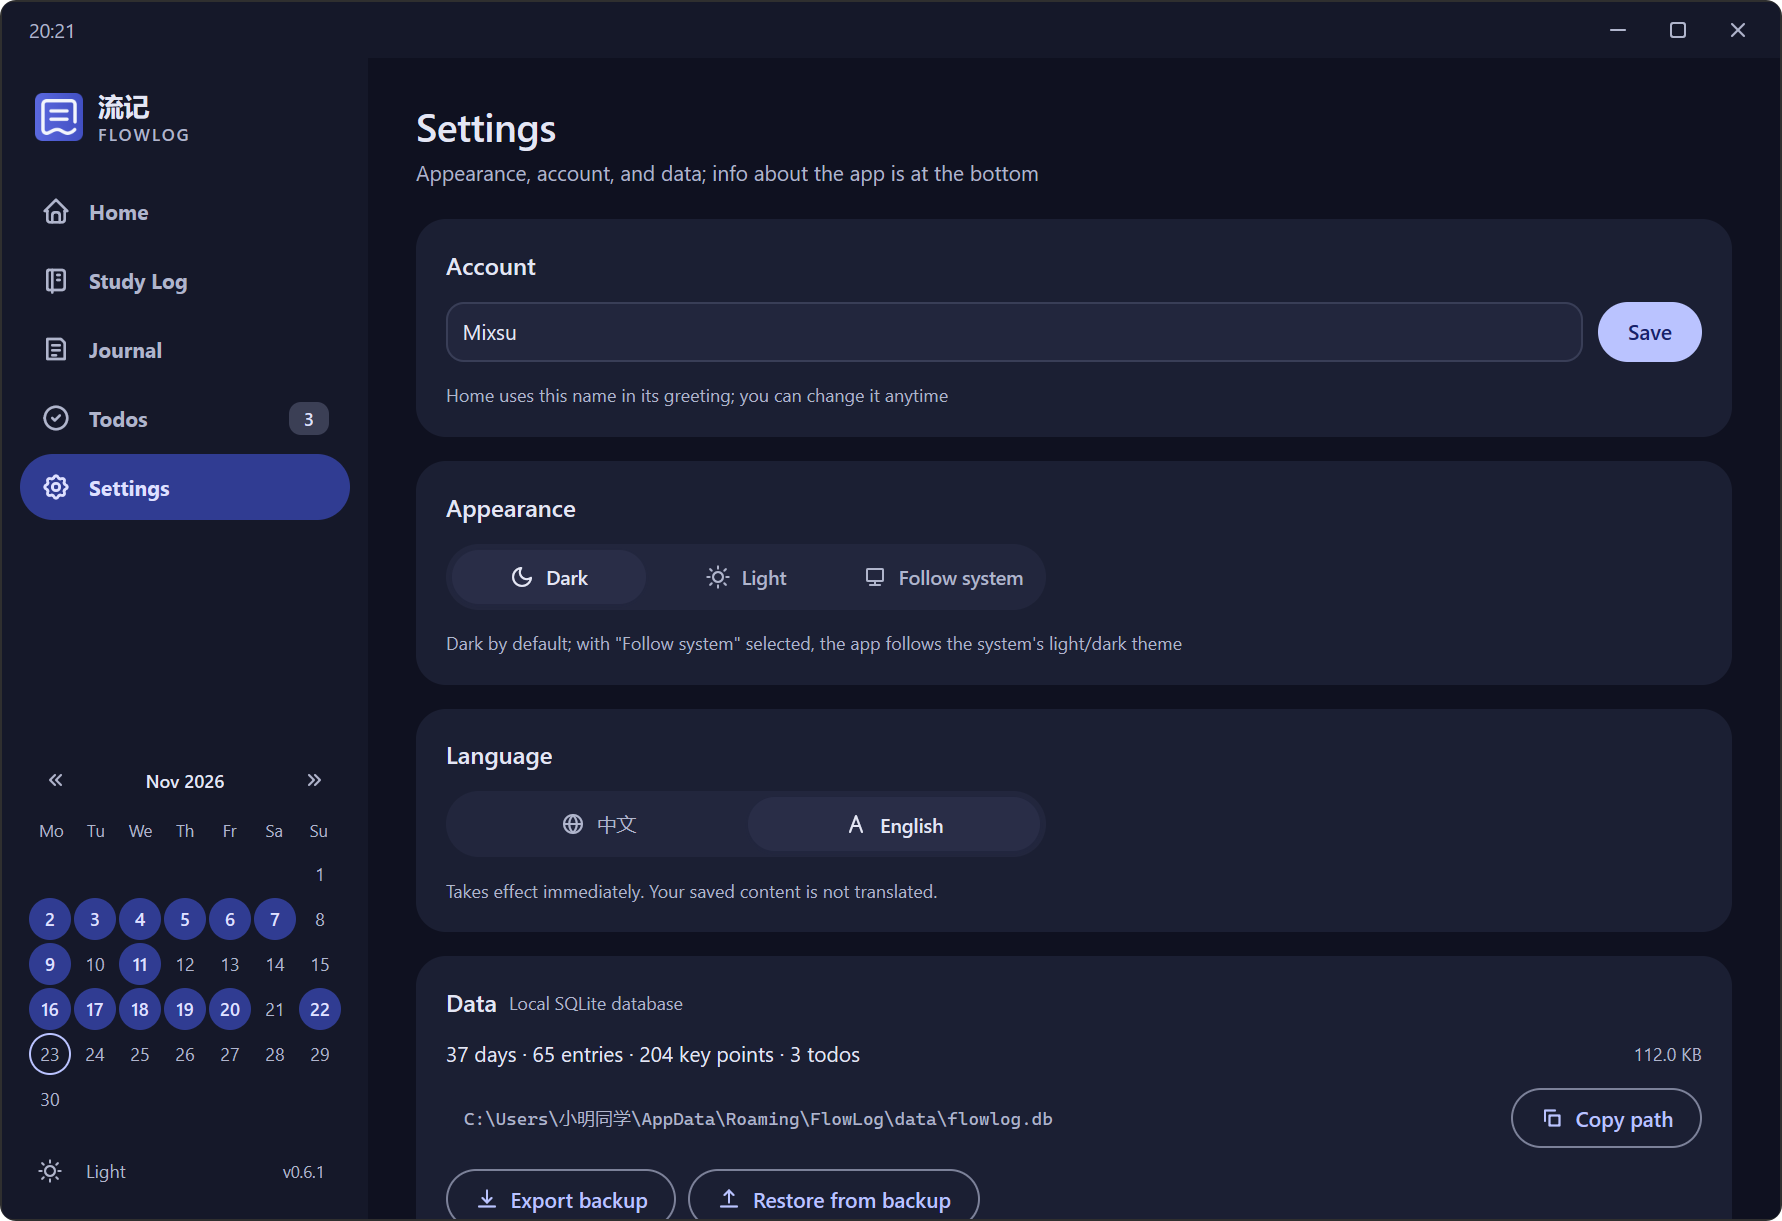 20:21
流记
FLOWLOG
Home
Study Log
Journal
Todos 3
Settings
Nov 2026
Mo Tu We Th Fr Sa Su
1
2 3 4 5 6 7 8
9 10 11 12 13 14 15
16 17 18 19 20 21 22
23 24 25 26 27 28 29
30
Light v0.6.1
Settings
Appearance, account, and data; info about the app is at the bottom
Account
Mixsu Save
Home uses this name in its greeting; you can change it anytime
Appearance
Dark Light Follow system
Dark by default; with "Follow system" selected, the app follows the system's light/dark theme
Language
中文 English
Takes effect immediately. Your saved content is not translated.
Data Local SQLite database
37 days · 65 entries · 204 key points · 3 todos 112.0 KB
C:\Users\小明同学\AppData\Roaming\FlowLog\data\flowlog.db Copy path
Export backup Restore from backup